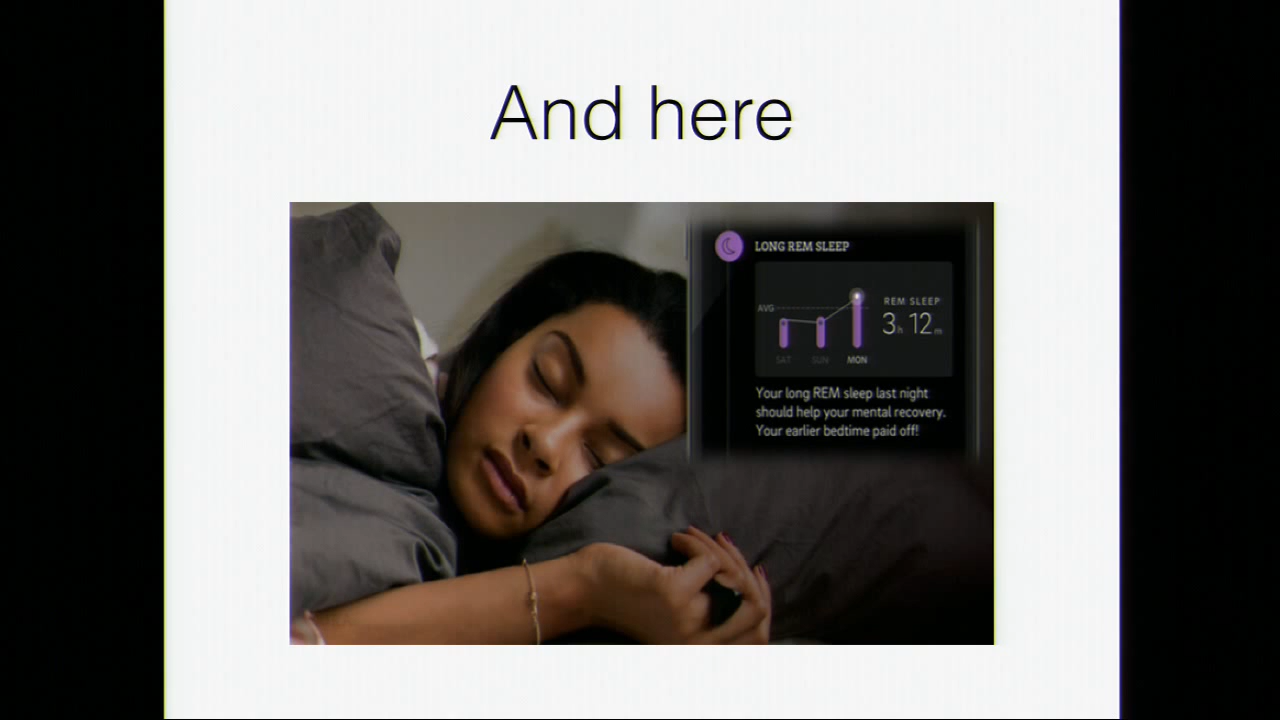 And here
LONG REM SLEEP
AVG
REM SLEEP
3h 12m
SAT SUN MON
Your long REM sleep last night
should help your mental recovery.
Your earlier bedtime paid off!